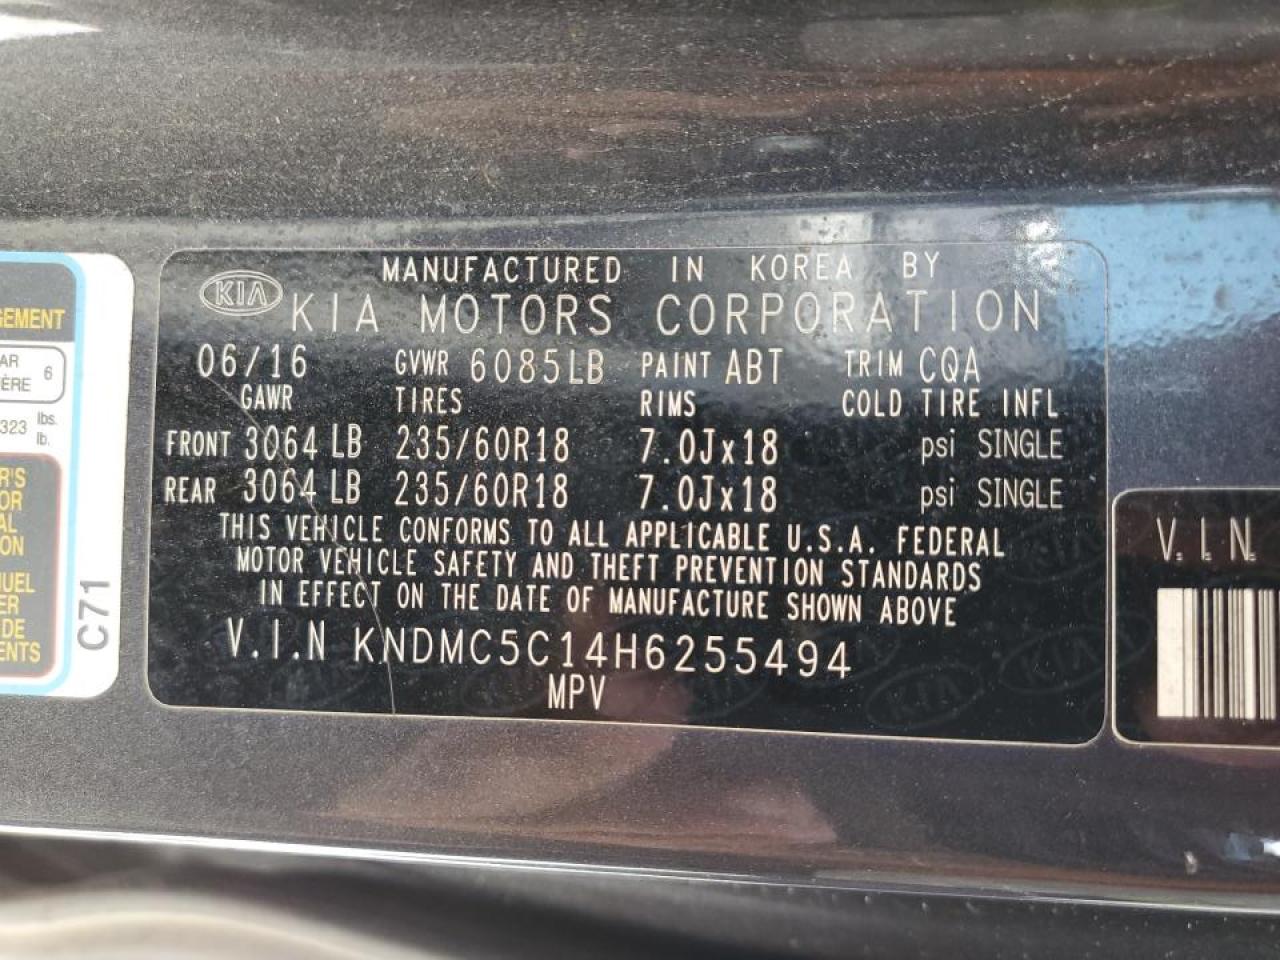 MANUFACTURED IN KOREA BY
KIA KIA MOTORS CORPORATION
06/16 GVWR 6085LB PAINT ABT TRIM CQA
GAWR TIRES RIMS COLD TIRE INFL
FRONT 3064 LB 235/60R18 7.0Jx18 psi SINGLE
REAR 3064 LB 235/60R18 7.0Jx18 psi SINGLE
THIS VEHICLE CONFORMS TO ALL APPLICABLE U.S.A. FEDERAL
MOTOR VEHICLE SAFETY AND THEFT PREVENTION STANDARDS
IN EFFECT ON THE DATE OF MANUFACTURE SHOWN ABOVE
V.I.N KNDMC5C14H6255494
MPV
V.I.N.
6
323 lbs.
lb.
C71